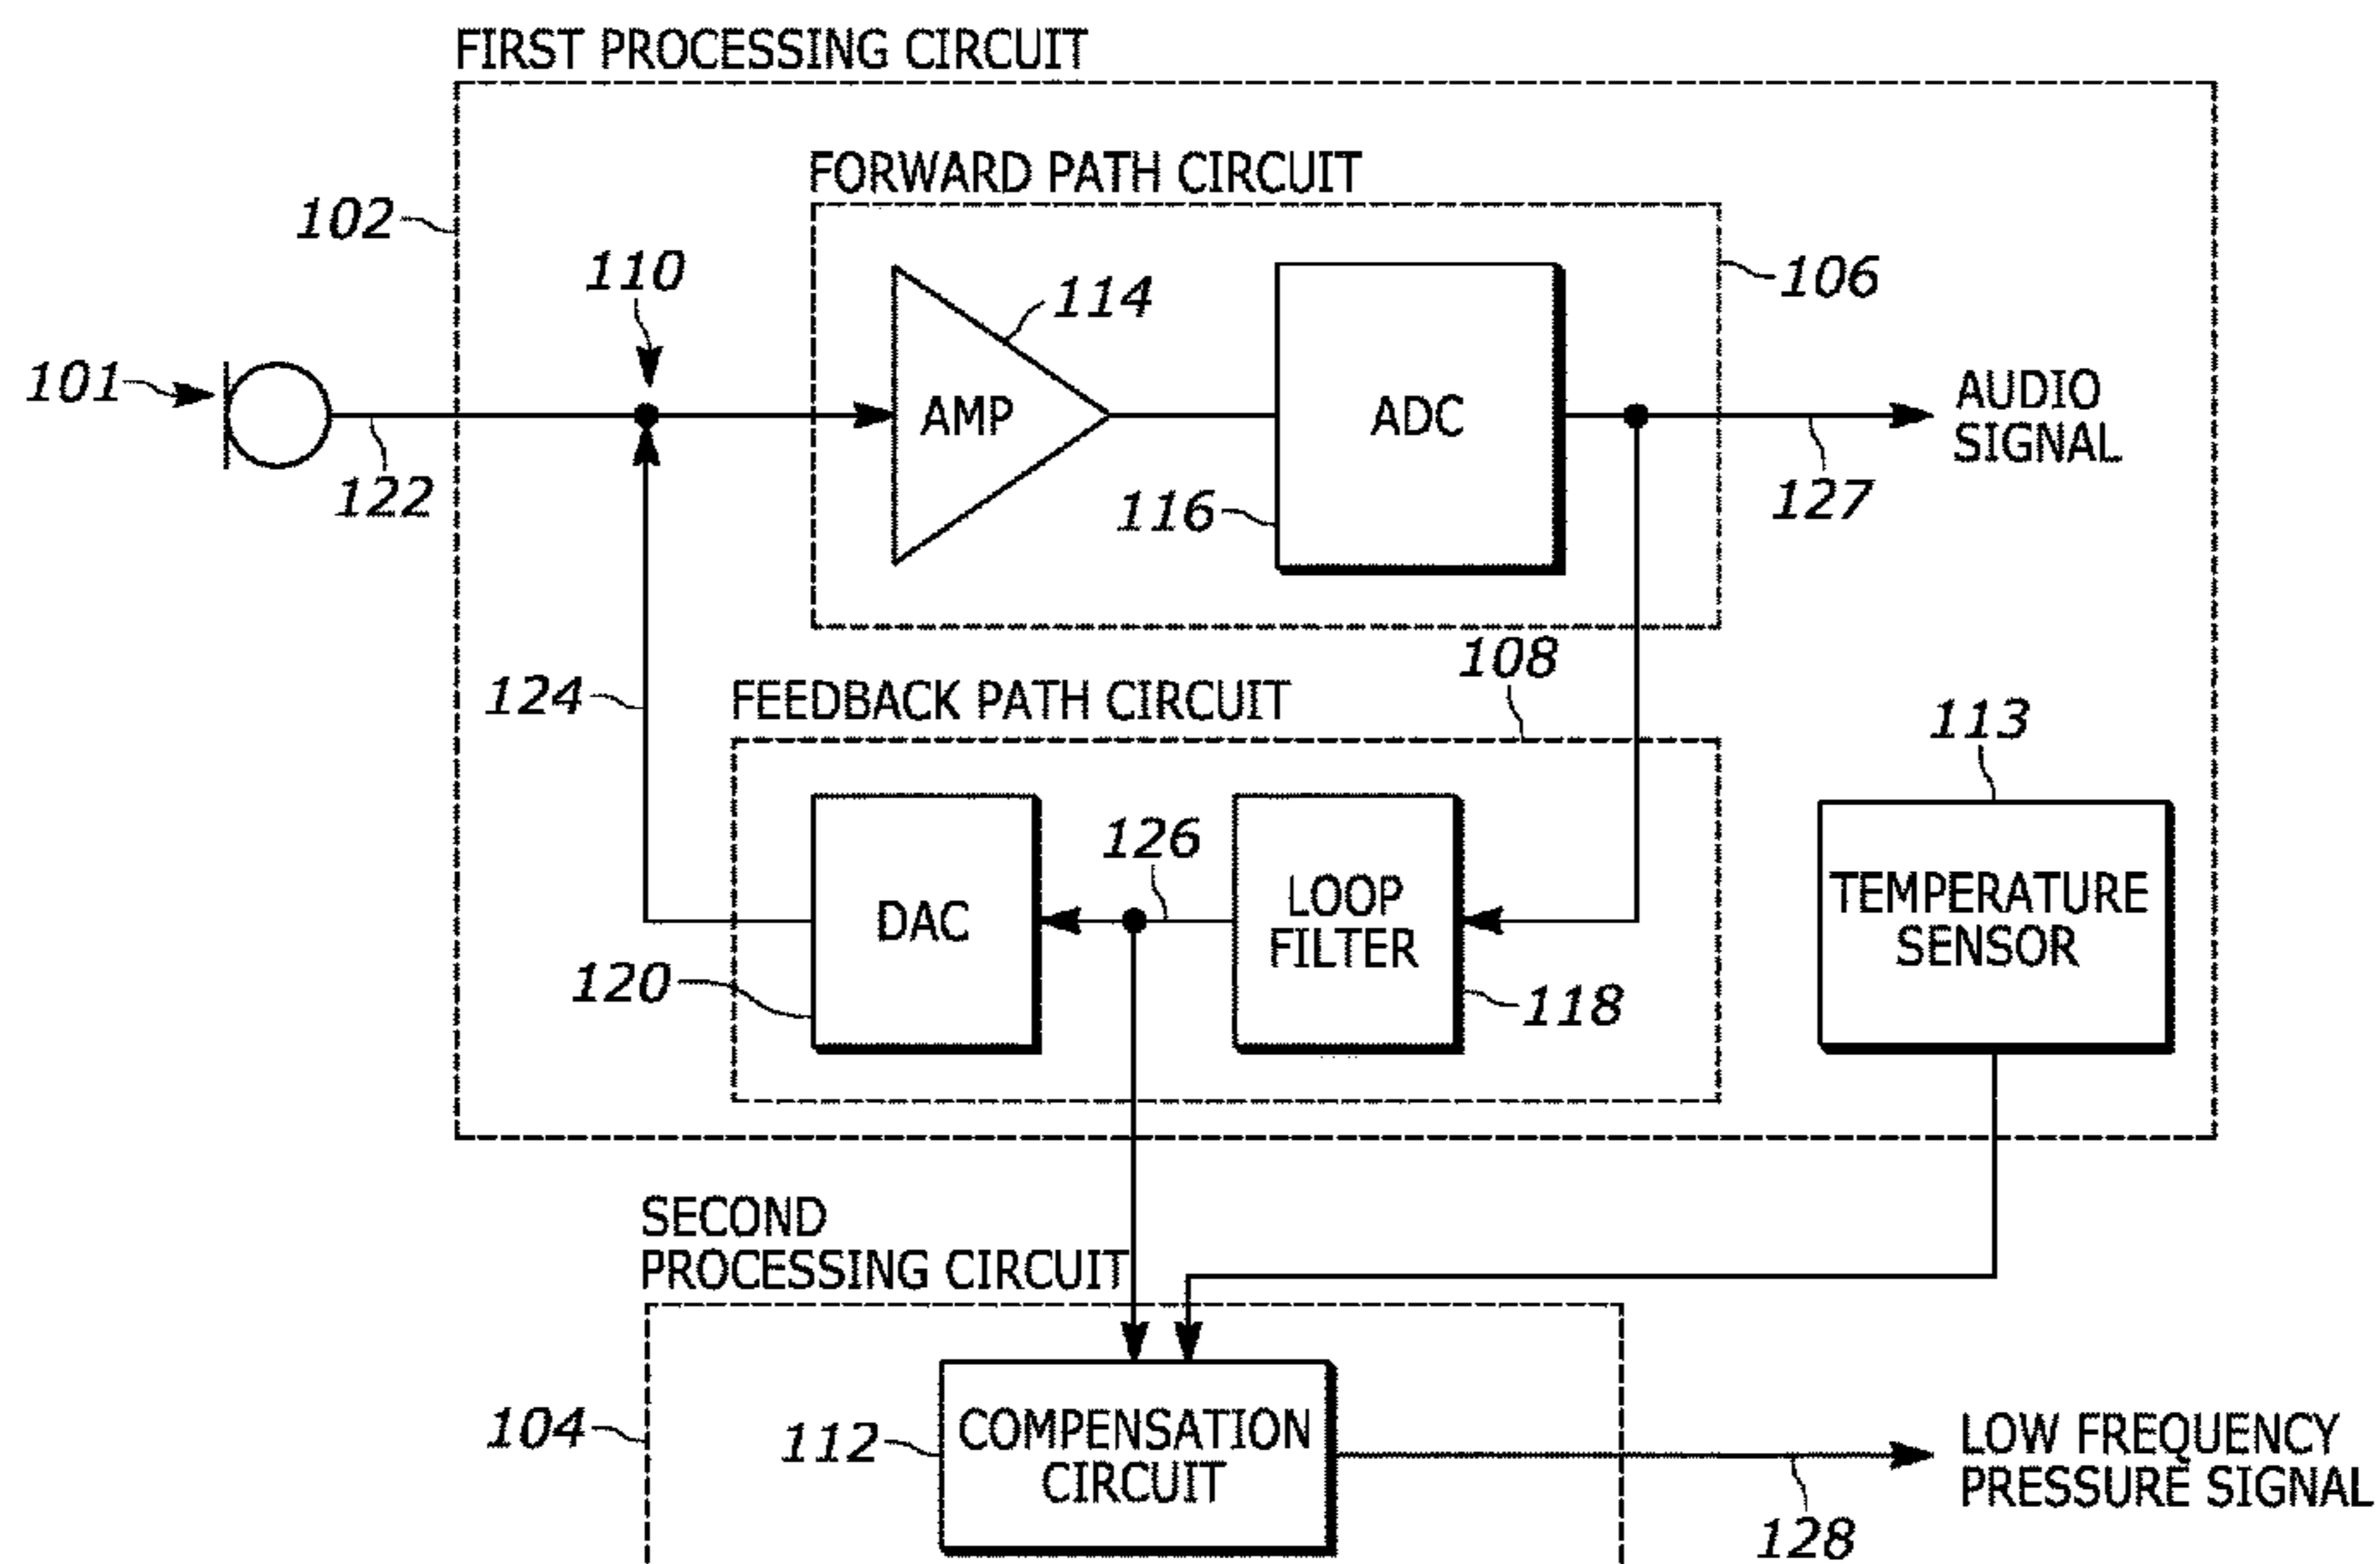 FIRST PROCESSING CIRCUIT
FORWARD PATH CIRCUIT
102
110
114
106
101
AMP
ADC
AUDIO
SIGNAL
122
116
127
108
124
FEEDBACK PATH CIRCUIT
113
126
DAC
LOOP
FILTER
TEMPERATURE
SENSOR
120
118
SECOND
PROCESSING CIRCUIT
104
112
COMPENSATION
CIRCUIT
LOW FREQUENCY
PRESSURE SIGNAL
128